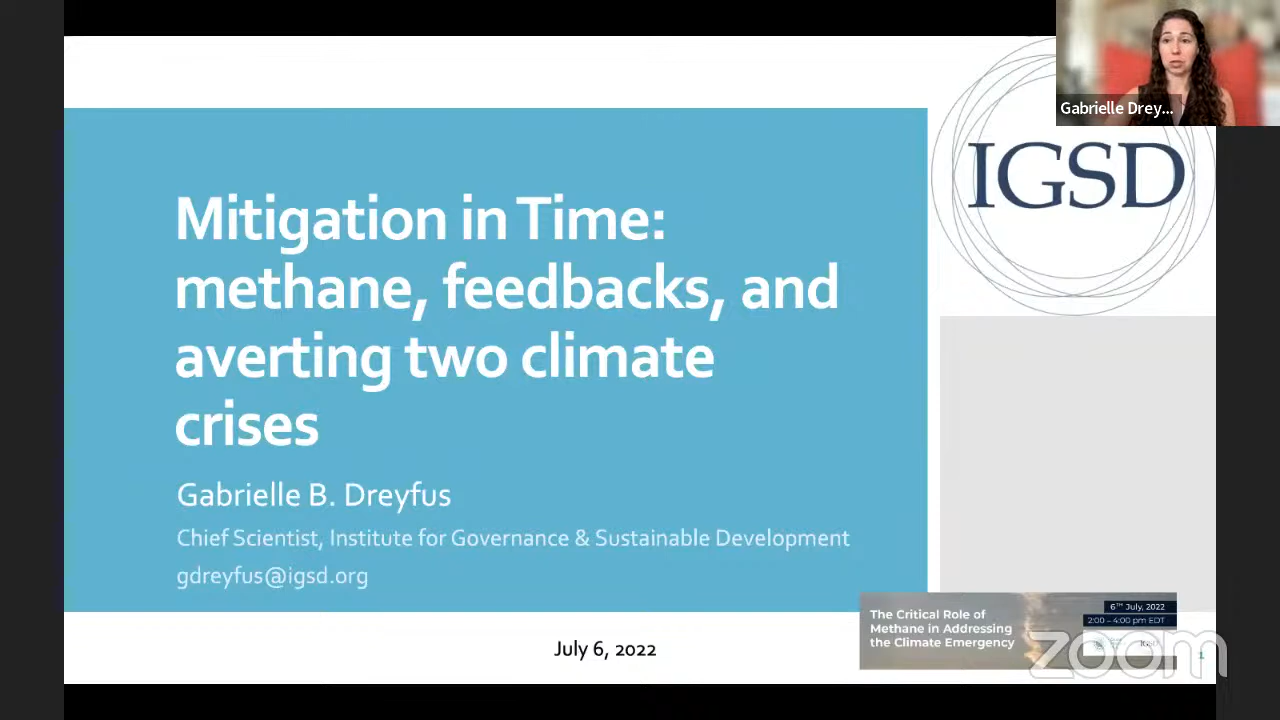 Gabrielle Drey...
IGSD
Mitigation in Time:
methane, feedbacks, and
averting two climate
crises
Gabrielle B. Dreyfus
Chief Scientist, Institute for Governance & Sustainable Development
gdreyfus@igsd.org
July 6, 2022
The Critical Role of
Methane in Addressing
the Climate Emergency
6TH July, 2022
2:00 – 4:00 pm EDT
IGSD
zoom
1